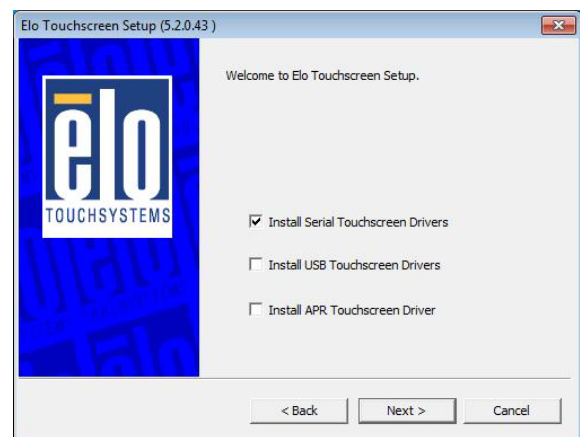 Elo Touchscreen Setup (5.2.0.43 )
Welcome to Elo Touchscreen Setup.
elo
TOUCHSYSTEMS
Install Serial Touchscreen Drivers
Install USB Touchscreen Drivers
Install APR Touchscreen Driver
< Back
Next >
Cancel